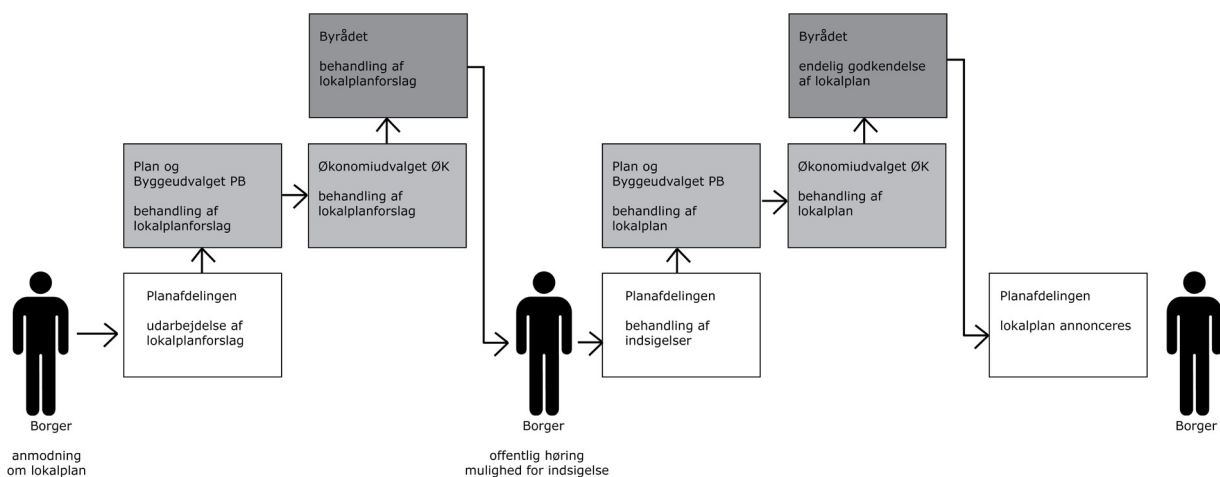 Borger
anmodning
om lokalplan
Planafdelingen
udarbejdelse af
lokalplanforslag
Plan og
Byggeudvalget PB
behandling af
lokalplanforslag
Økonomiudvalget ØK
behandling af
lokalplanforslag
Byrådet
behandling af
lokalplanforslag
Borger
offentlig høring
mulighed for indsigelse
Planafdelingen
behandling af
indsigelser
Plan og
Byggeudvalget PB
behandling af
lokalplan
Økonomiudvalget ØK
behandling af
lokalplan
Byrådet
endelig godkendelse
af lokalplan
Planafdelingen
lokalplan annonceres
Borger